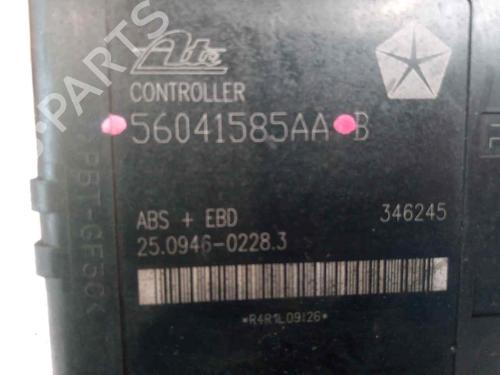 Ate
CONTROLLER
56041585AA B
ABS + EBD 346245
25.0946-0228.3
*R4R1L09126*
PBT-GF30<
PARTS